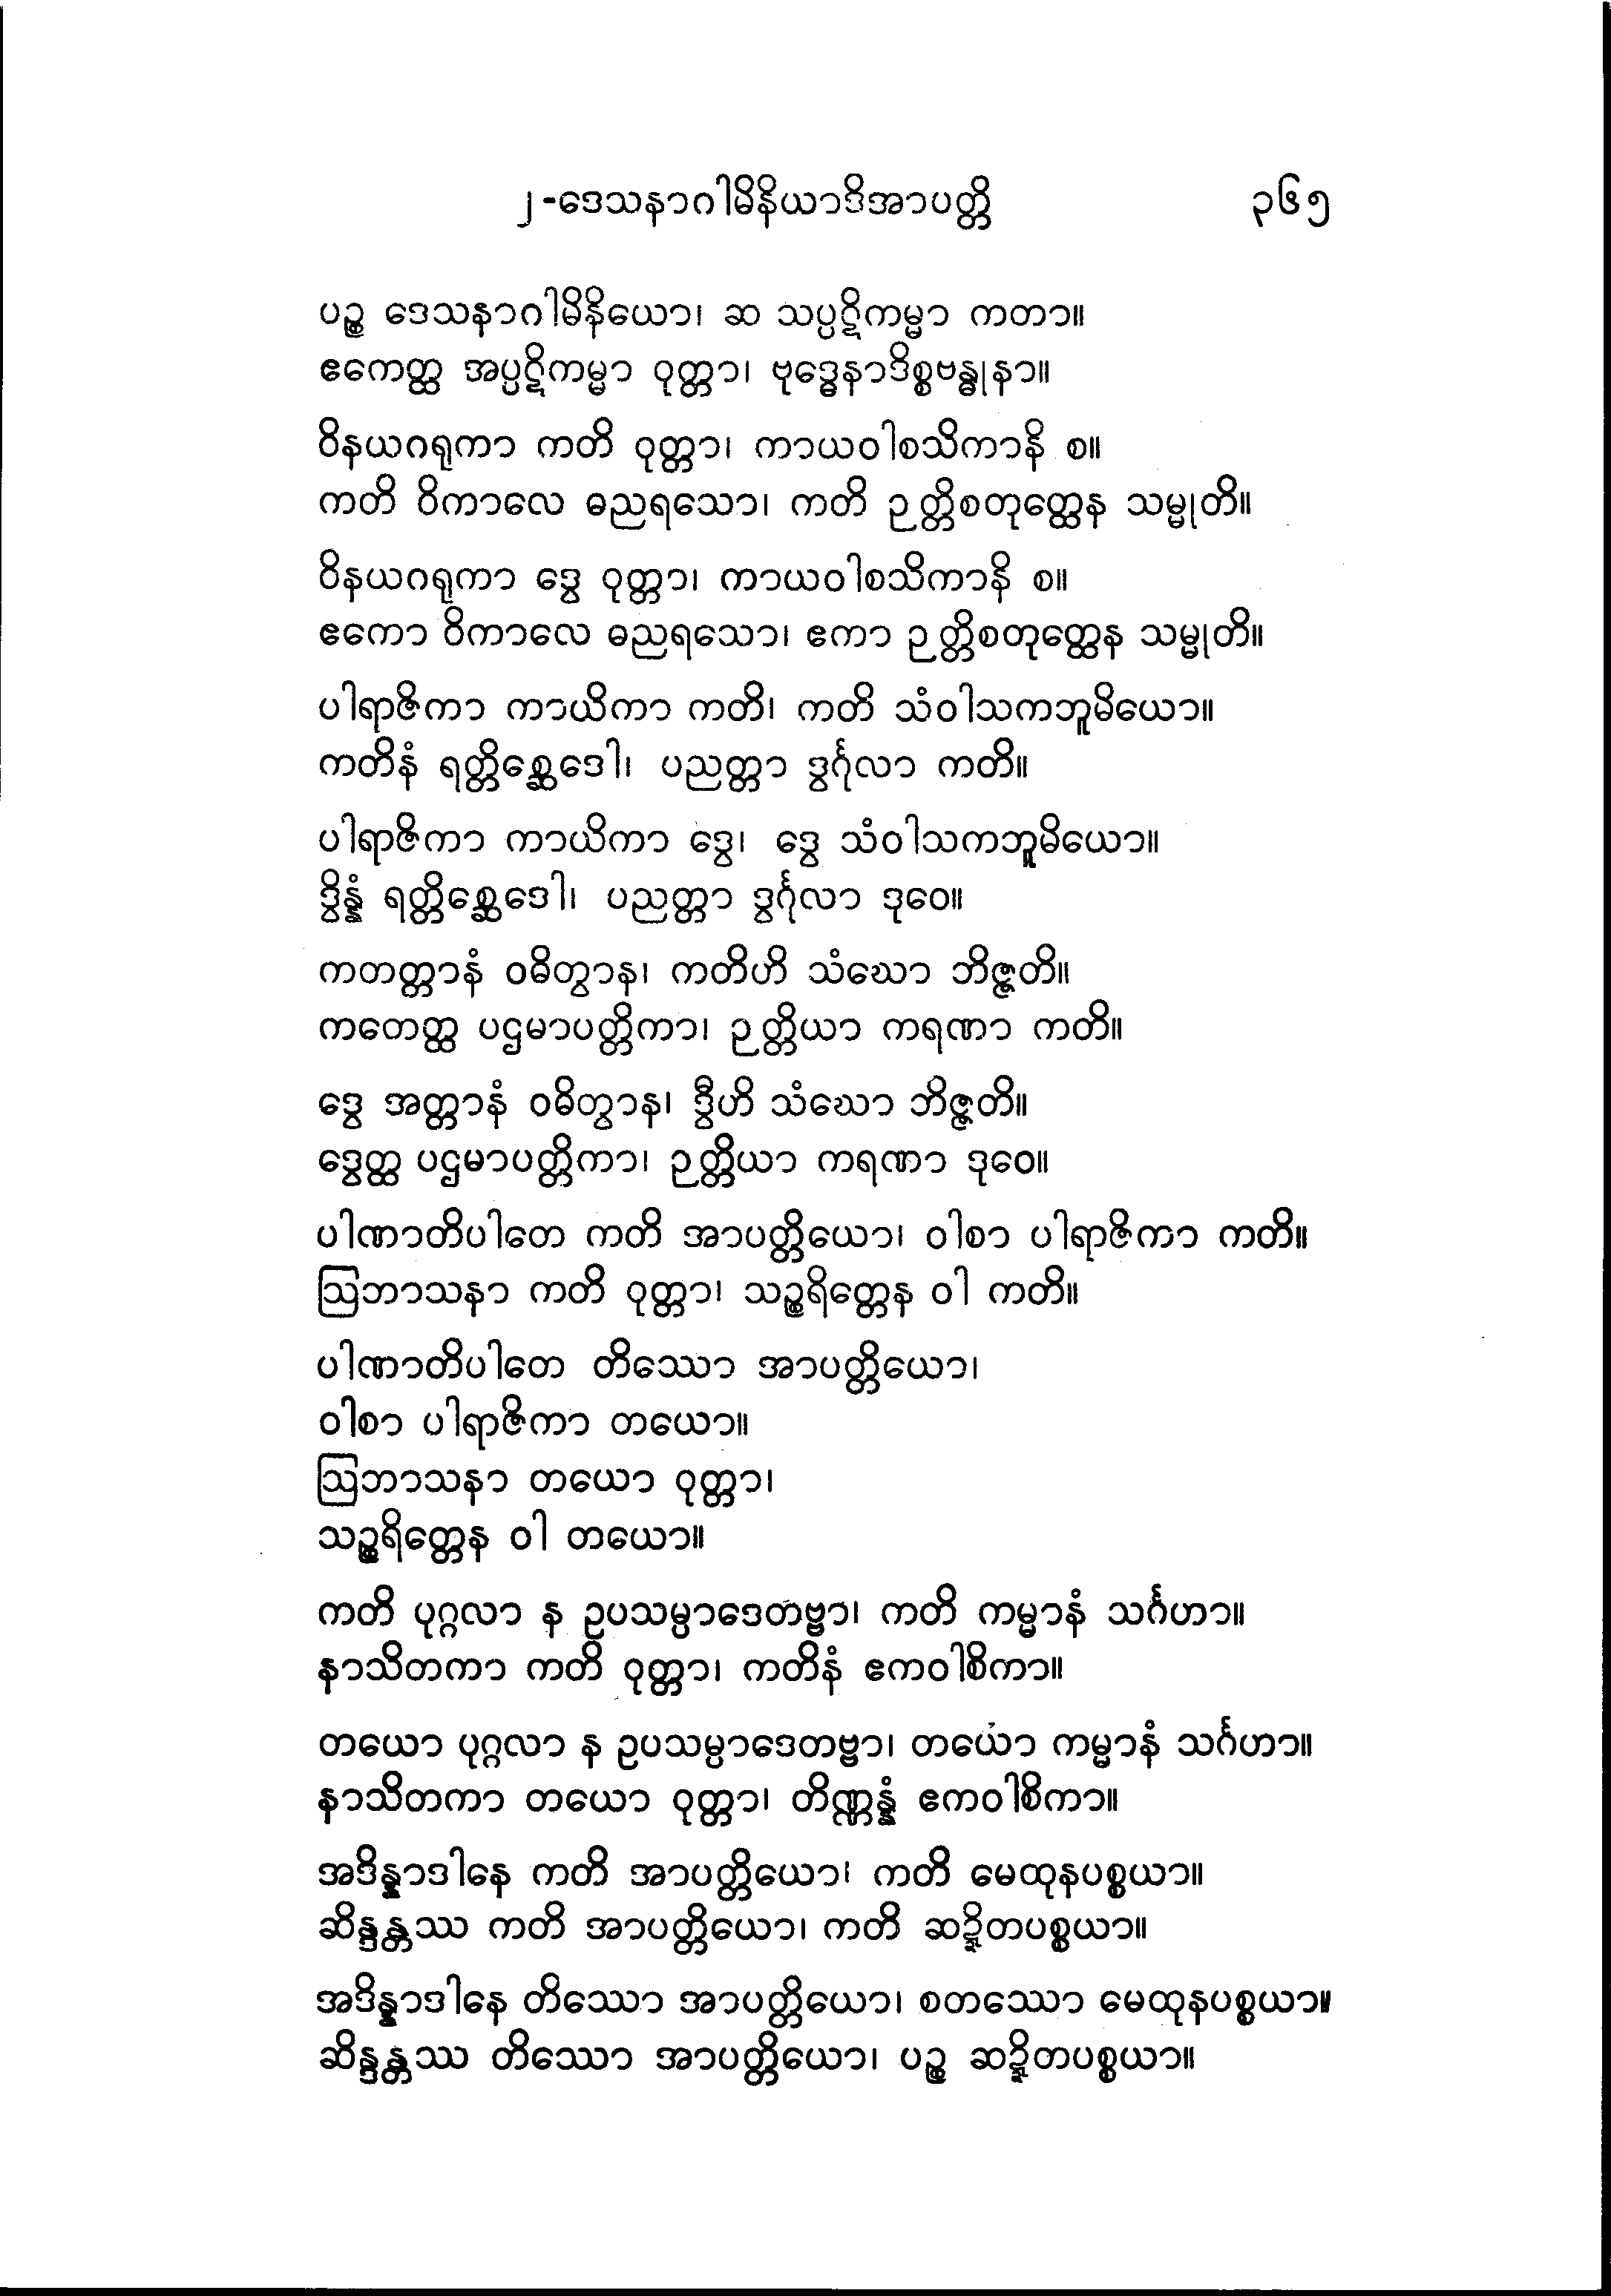 ၂-ဒေသနာဂါမိနိယာဒိအာပတ္တိ ၃၆၅
ပဉ္စ ဒေသနာဂါမိနိယော၊ ဆ သပ္ပဋိကမ္မာ ကတာ။
ဧကေတ္ထ အပ္ပဋိကမ္မာ ဝုတ္တာ၊ ဗုဒ္ဓေနာဒိစ္စဗန္ဓုနာ။
ဝိနယဂရုကာ ကတိ ဝုတ္တာ၊ ကာယဝါစသိကာနိ စ။
ကတိ ဝိကာလေ ဓညရသော၊ ကတိ ဉတ္တိစတုတ္ထေန သမ္မုတိ။
ဝိနယဂရုကာ ဒွေ ဝုတ္တာ၊ ကာယဝါစသိကာနိ စ။
ဧကော ဝိကာလေ ဓညရသော၊ ဧကာ ဉတ္တိစတုတ္ထေန သမ္မုတိ။
ပါရာဇိကာ ကာယိကာ ကတိ၊ ကတိ သံဝါသကဘူမိယော။
ကတိနံ ရတ္တိစ္ဆေဒေါ၊ ပညတ္တာ ဒွင်္ဂုလာ ကတိ။
ပါရာဇိကာ ကာယိကာ ဒွေ၊ ဒွေ သံဝါသကဘူမိယော။
ဒွိန္နံ ရတ္တိစ္ဆေဒေါ၊ ပညတ္တာ ဒွင်္ဂုလာ ဒုဝေ။
ကတတ္တာနံ ဝဓိတွာန၊ ကတိဟိ သံဃော ဘိဇ္ဇတိ။
ကတေတ္ထ ပဌမာပတ္တိကာ၊ ဉတ္တိယာ ကရဏာ ကတိ။
ဒွေ အတ္တာနံ ဝဓိတွာန၊ ဒွီဟိ သံဃော ဘိဇ္ဇတိ။
ဒွေတ္ထ ပဌမာပတ္တိကာ၊ ဉတ္တိယာ ကရဏာ ဒုဝေ။
ပါဏာတိပါတေ ကတိ အာပတ္တိယော၊ ဝါစာ ပါရာဇိကာ ကတိ။
ဩဘာသနာ ကတိ ဝုတ္တာ၊ သဉ္စရိတ္တေန ဝါ ကတိ။
ပါဏာတိပါတေ တိဿော အာပတ္တိယော၊
ဝါစာ ပါရာဇိကာ တယော။
ဩဘာသနာ တယော ဝုတ္တာ၊
သဉ္စရိတ္တေန ဝါ တယော။
ကတိ ပုဂ္ဂလာ န ဥပသမ္ပာဒေတဗ္ဗာ၊ ကတိ ကမ္မာနံ သင်္ဂဟာ။
နာသိတကာ ကတိ ဝုတ္တာ၊ ကတိနံ ဧကဝါစိကာ။
တယော ပုဂ္ဂလာ န ဥပသမ္ပာဒေတဗ္ဗာ၊ တယော ကမ္မာနံ သင်္ဂဟာ။
နာသိတကာ တယော ဝုတ္တာ၊ တိဏ္ဏန္နံ ဧကဝါစိကာ။
အဒိန္နာဒါနေ ကတိ အာပတ္တိယော၊ ကတိ မေထုနပစ္စယာ။
ဆိန္ဒန္တဿ ကတိ အာပတ္တိယော၊ ကတိ ဆဍ္ဍိတပစ္စယာ။
အဒိန္နာဒါနေ တိဿော အာပတ္တိယော၊ စတဿော မေထုနပစ္စယာ။
ဆိန္ဒန္တဿ တိဿော အာပတ္တိယော၊ ပဉ္စ ဆဍ္ဍိတပစ္စယာ။